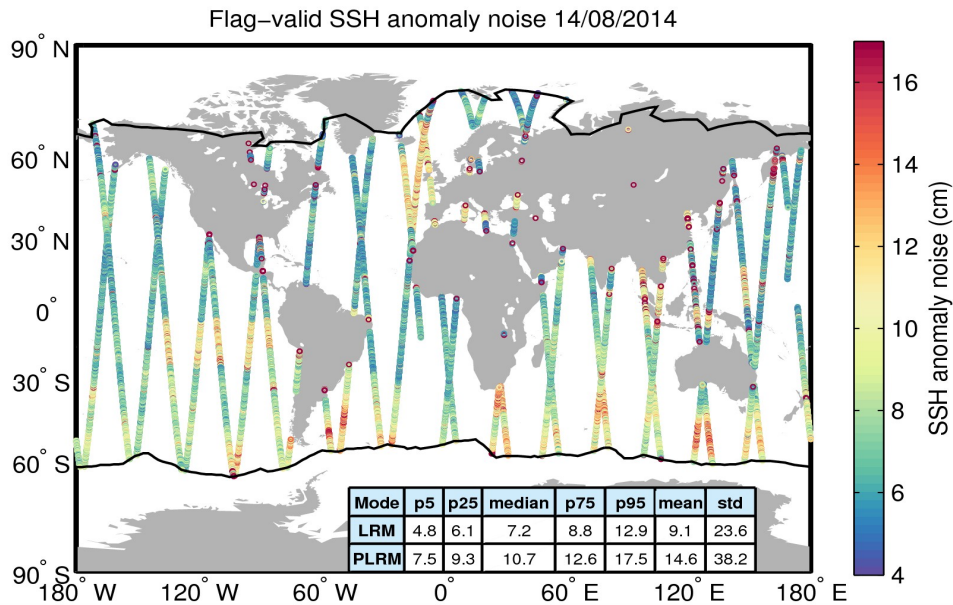 Flag−valid SSH anomaly noise 14/08/2014
90° N
60° N
30° N
0°
30° S
60° S
90° S
180° W
120° W
60° W
0°
60° E
120° E
180° E
Mode p5 p25 median p75 p95 mean std
LRM 4.8 6.1 7.2 8.8 12.9 9.1 23.6
PLRM 7.5 9.3 10.7 12.6 17.5 14.6 38.2
16
14
12
10
8
6
4
SSH anomaly noise (cm)